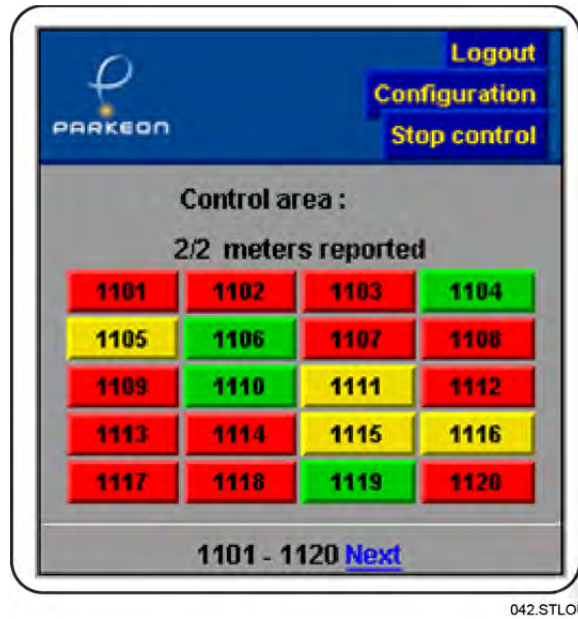 Logout
Configuration
PARKEON
Stop control
Control area :
2/2 meters reported
1101 1102 1103 1104
1105 1106 1107 1108
1109 1110 1111 1112
1113 1114 1115 1116
1117 1118 1119 1120
1101 - 1120 Next